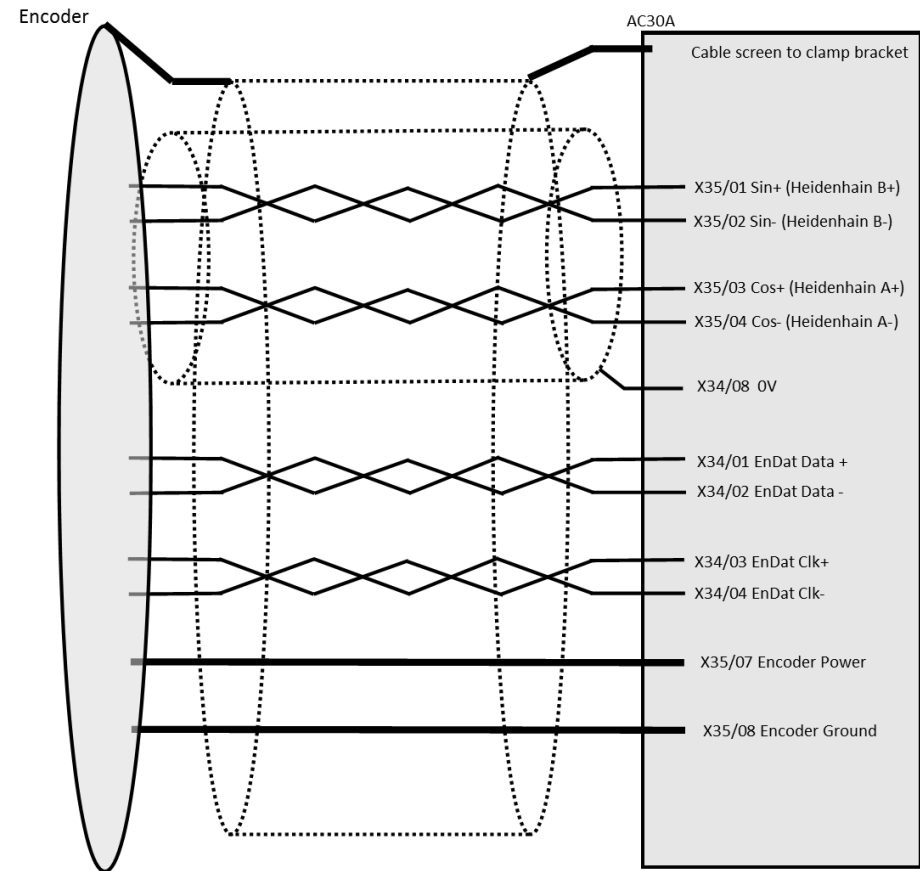 Encoder
AC30A
Cable screen to clamp bracket
X35/01 Sin+ (Heidenhain B+)
X35/02 Sin- (Heidenhain B-)
X35/03 Cos+ (Heidenhain A+)
X35/04 Cos- (Heidenhain A-)
X34/08 0V
X34/01 EnDat Data +
X34/02 EnDat Data -
X34/03 EnDat Clk+
X34/04 EnDat Clk-
X35/07 Encoder Power
X35/08 Encoder Ground